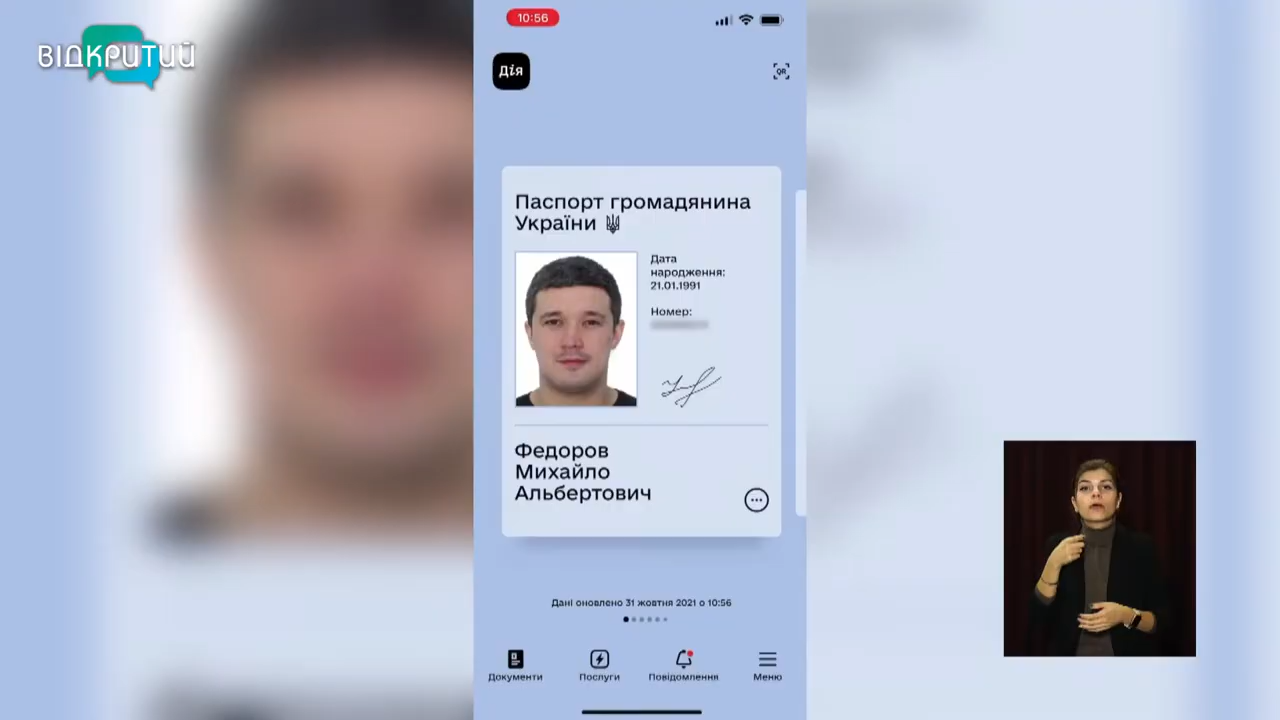 ВІДКРИТИЙ
10:56
Дія
QR
Паспорт громадянина
України
Дата
народження:
21.01.1991
Номер:
Федоров
Михайло
Альбертович
Дані оновлено 31 жовтня 2021 о 10:56
Документи
Послуги
Повідомлення
Меню